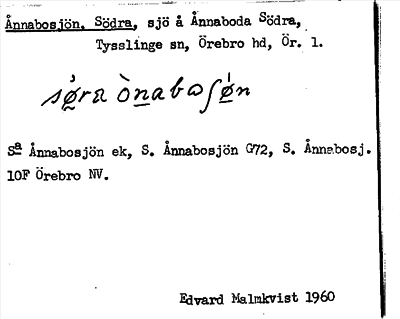 Ånnabosjön, Södra, sjö å Ånnaboda Södra,
Tysslinge sn, Örebro hd, Ör. 1.
sø̀ra ònabosjø̀n
Sª Ånnabosjön ek, S. Ånnabosjön G72, S. Ånnabosj.
10F Örebro NV.
Edvard Malmkvist 1960